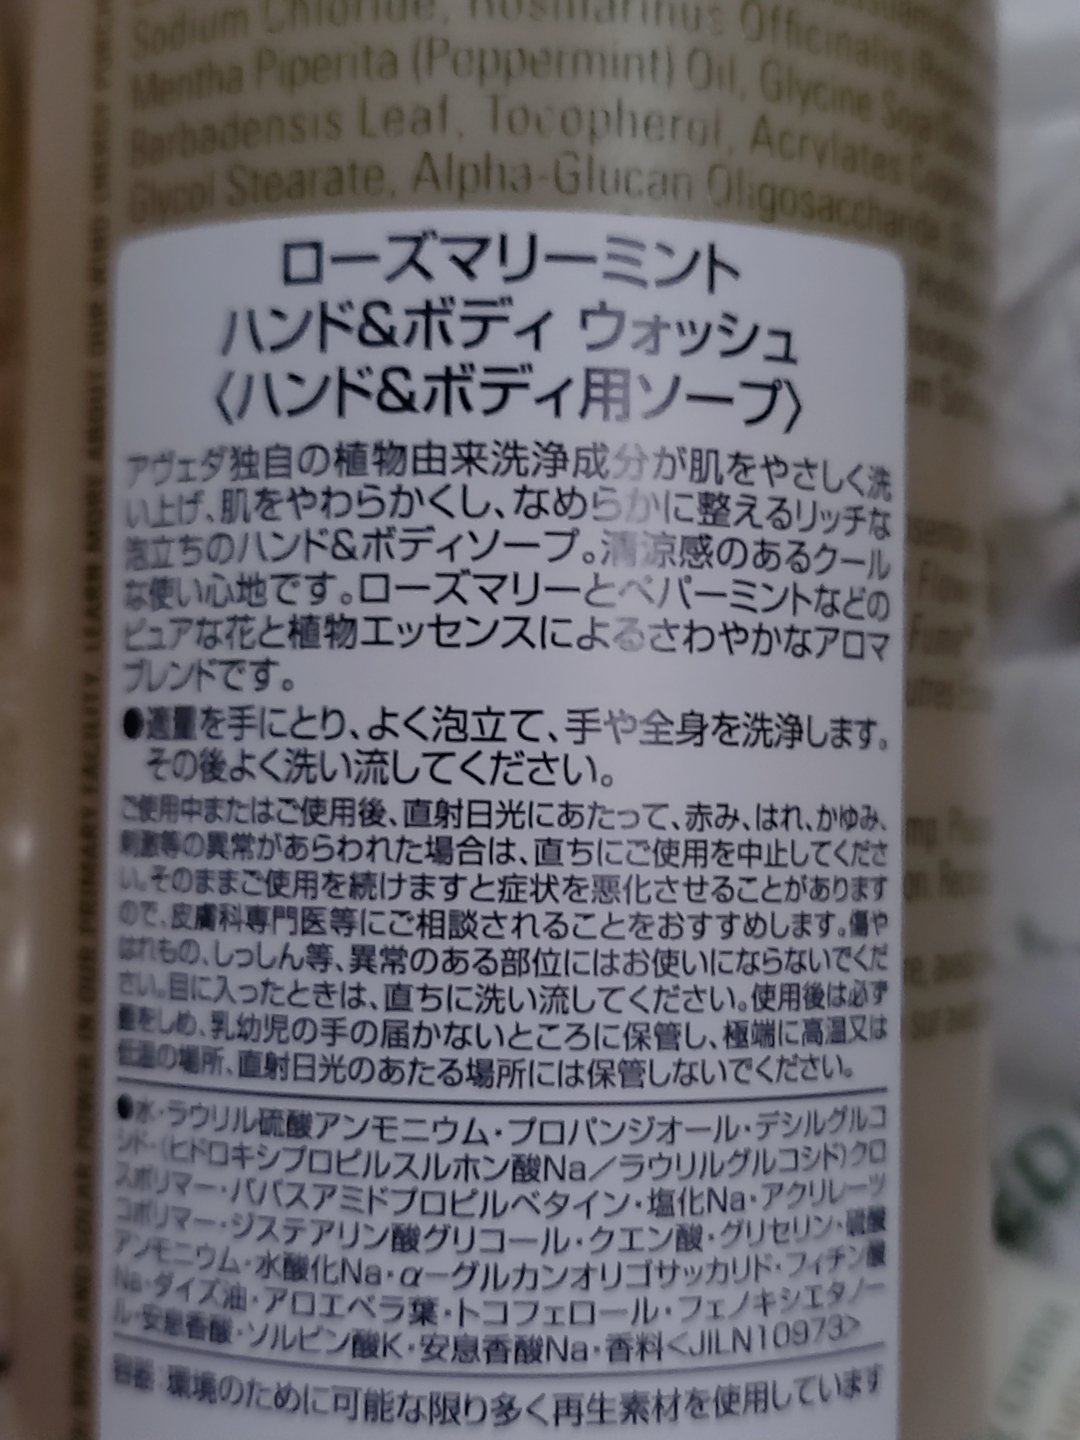 Sodium Chloride, Rosmarinus Officinalis
Mentha Piperita (Peppermint) Oil, Glycine Soja
Barbadensis Leaf, Tocopherol, Acrylates
Glycol Stearate, Alpha-Glucan Oligosaccharide
ローズマリーミント
ハンド&ボディ ウォッシュ
〈ハンド&ボディ用ソープ〉
アヴェダ独自の植物由来洗浄成分が肌をやさしく洗
い上げ、肌をやわらかくし、なめらかに整えるリッチな
泡立ちのハンド&ボディソープ。清涼感のあるクール
な使い心地です。ローズマリーとペパーミントなどの
ピュアな花と植物エッセンスによるさわやかなアロマ
ブレンドです。
●適量を手にとり、よく泡立て、手や全身を洗浄します。
その後よく洗い流してください。
ご使用中またはご使用後、直射日光にあたって、赤み、はれ、かゆみ、
刺激等の異常があらわれた場合は、直ちにご使用を中止してくださ
い。そのままご使用を続けますと症状を悪化させることがあります
ので、皮膚科専門医等にご相談されることをおすすめします。傷や
はれもの、しっしん等、異常のある部位にはお使いにならないでくだ
さい。目に入ったときは、直ちに洗い流してください。使用後は必ず
蓋をしめ、乳幼児の手の届かないところに保管し、極端に高温又は
低温の場所、直射日光のあたる場所には保管しないでください。
●水・ラウリル硫酸アンモニウム・プロパンジオール・デシルグルコ
シド・(ヒドロキシプロピルスルホン酸Na/ラウリルグルコシド)クロ
スポリマー・ババスアミドプロピルベタイン・塩化Na・アクリレーツ
コポリマー・ジステアリン酸グリコール・クエン酸・グリセリン・硫酸
アンモニウム・水酸化Na・α-グルカンオリゴサッカリド・フィチン酸
Na・ダイズ油・アロエベラ葉・トコフェロール・フェノキシエタノー
ル・安息香酸・ソルビン酸K・安息香酸Na・香料<JILN10973>
容器:環境のために可能な限り多く再生素材を使用しています
WIND AND SOLAR POWER IN OUR PRIMARY FACILITY. LEARN MORE ABOUT OUR WIND ENERGY